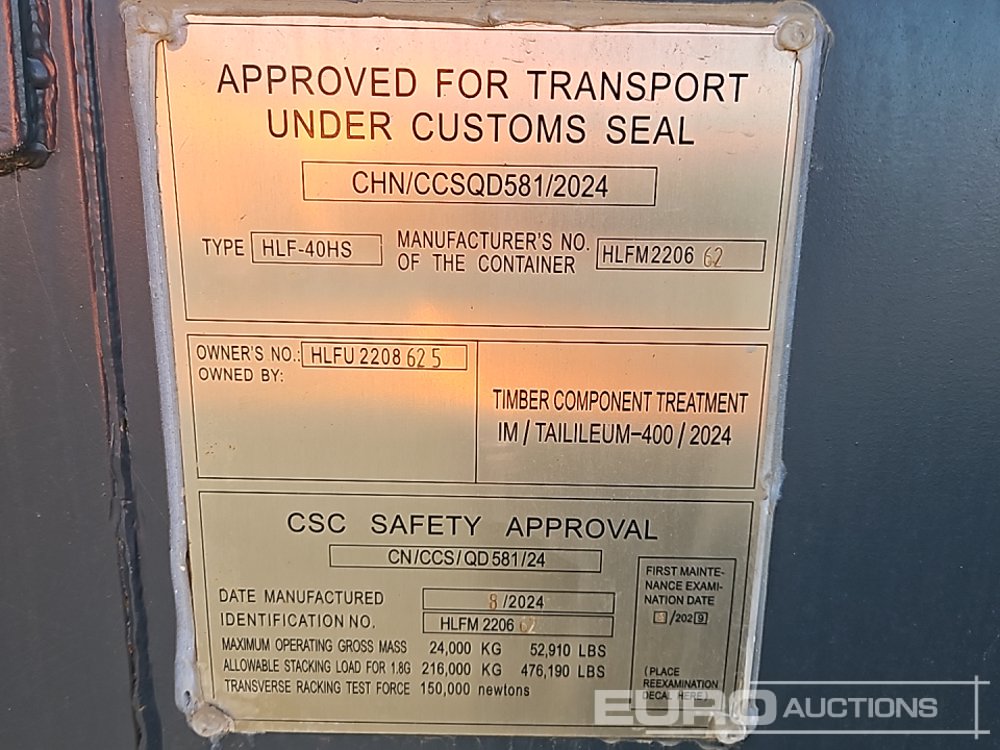 APPROVED FOR TRANSPORT
UNDER CUSTOMS SEAL
CHN/CCSQD581/2024
TYPE HLF-40HS
MANUFACTURER'S NO.
OF THE CONTAINER
HLFM2206 62
OWNER'S NO.: HLFU 2208 62 5
OWNED BY:
TIMBER COMPONENT TREATMENT
IM / TAILILEUM-400 / 2024
CSC SAFETY APPROVAL
CN/CCS/QD581/24
DATE MANUFACTURED 8 /2024
IDENTIFICATION NO. HLFM 2206 62
MAXIMUM OPERATING GROSS MASS 24,000 KG 52,910 LBS
ALLOWABLE STACKING LOAD FOR 1.8G 216,000 KG 476,190 LBS
TRANSVERSE RACKING TEST FORCE 150,000 newtons
FIRST MAINTE-
NANCE EXAMI-
NATION DATE
/2029
(PLACE
REEXAMINATION
DECAL HERE)
EURO AUCTIONS